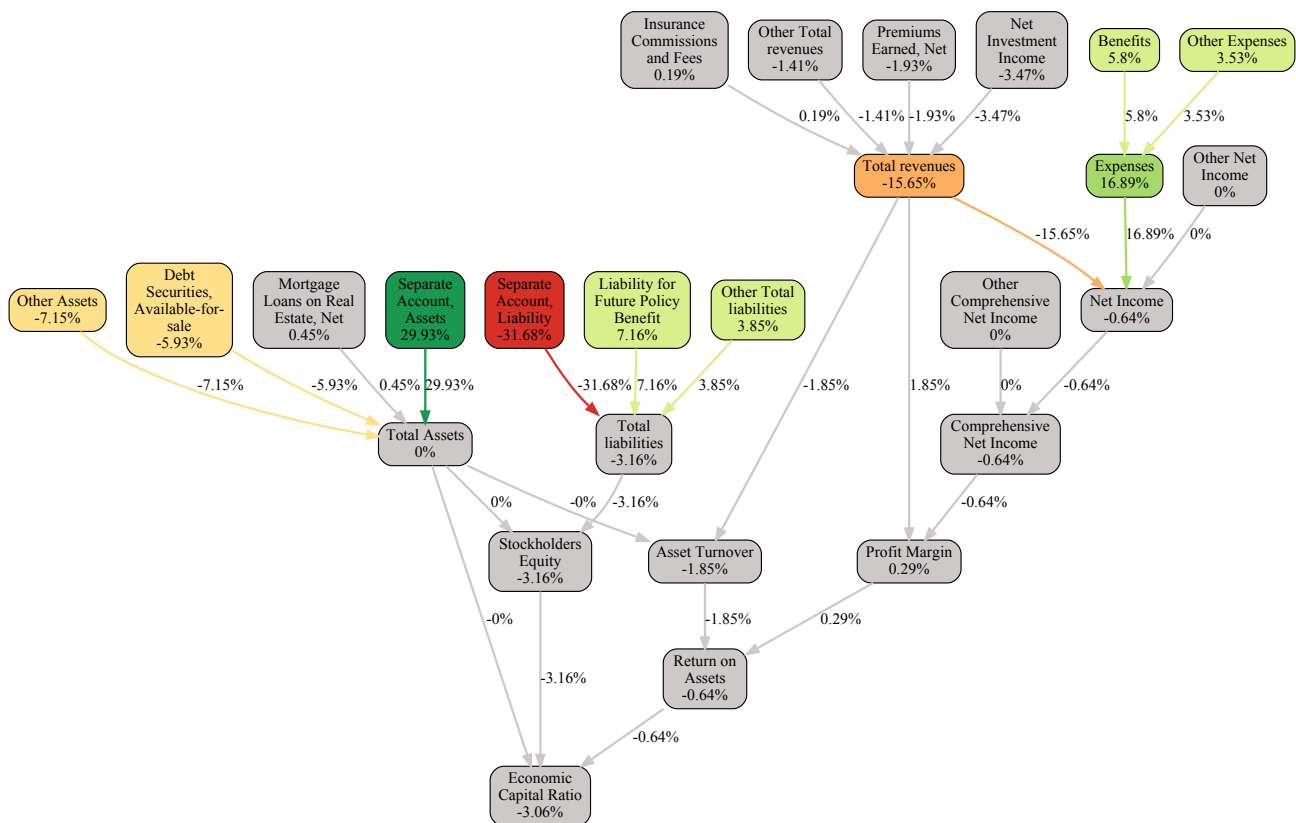 Insurance
Commissions
and Fees
0.19%
Other Total
revenues
-1.41%
Premiums
Earned, Net
-1.93%
Net
Investment
Income
-3.47%
Benefits
5.8%
Other Expenses
3.53%
0.19%
-1.41%
-1.93%
-3.47%
5.8%
3.53%
Total revenues
-15.65%
Expenses
16.89%
Other Net
Income
0%
-15.65%
16.89%
0%
Other Assets
-7.15%
Debt
Securities,
Available-for-
sale
-5.93%
Mortgage
Loans on Real
Estate, Net
0.45%
Separate
Account,
Assets
29.93%
Separate
Account,
Liability
-31.68%
Liability for
Future Policy
Benefit
7.16%
Other Total
liabilities
3.85%
Other
Comprehensive
Net Income
0%
Net Income
-0.64%
-7.15%
-5.93%
0.45%
29.93%
-31.68%
7.16%
3.85%
-1.85%
1.85%
0%
-0.64%
Total Assets
0%
Total
liabilities
-3.16%
Comprehensive
Net Income
-0.64%
0%
-3.16%
-0%
-0.64%
Stockholders
Equity
-3.16%
Asset Turnover
-1.85%
Profit Margin
0.29%
-0%
-1.85%
0.29%
-3.16%
Return on
Assets
-0.64%
-0.64%
Economic
Capital Ratio
-3.06%